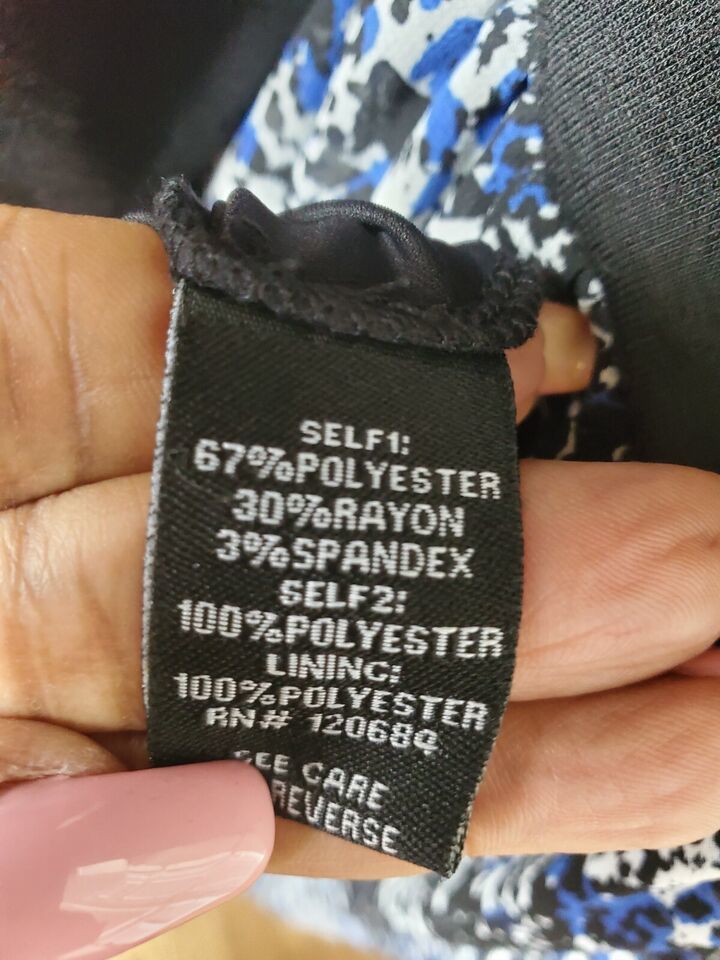 SELF1:
67%POLYESTER
30%RAYON
3%SPANDEX
SELF2:
100%POLYESTER
LINING:
100%POLYESTER
RN# 120684
CARE
REVERSE